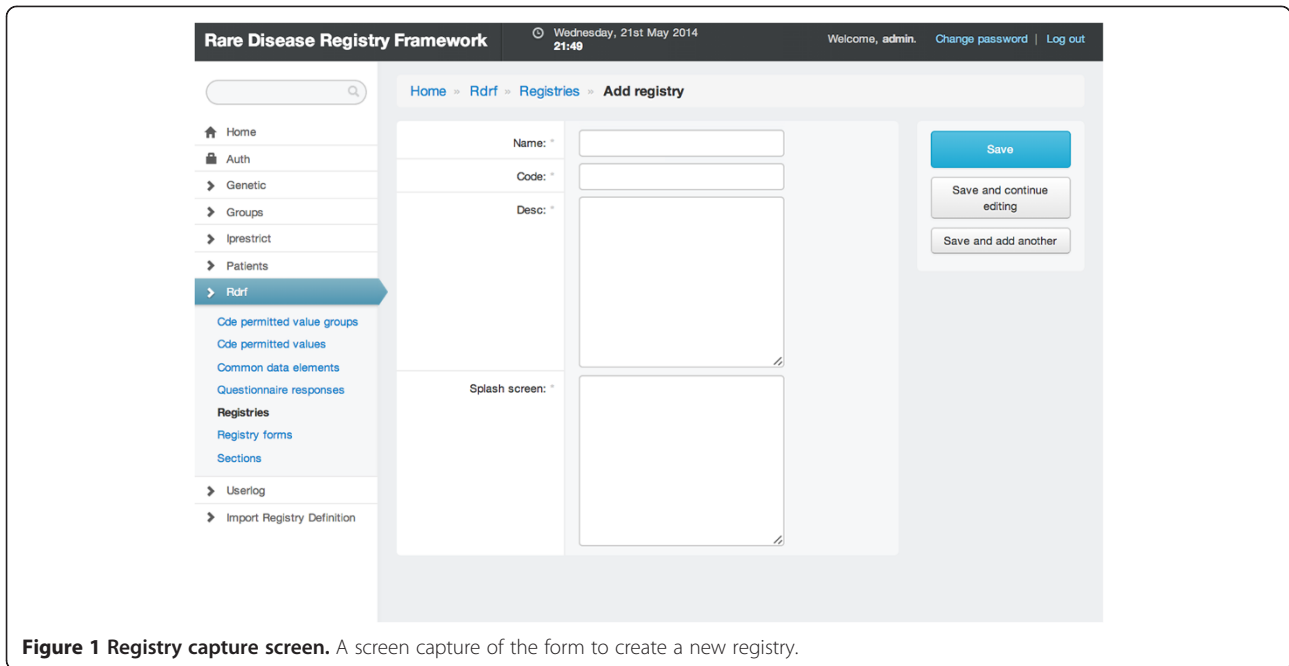 Rare Disease Registry Framework
Wednesday, 21st May 2014
21:49
Welcome, admin. Change password | Log out
Home » Rdrf » Registries » Add registry
Home
Auth
Genetic
Groups
Iprestrict
Patients
Rdrf
Cde permitted value groups
Cde permitted values
Common data elements
Questionnaire responses
Registries
Registry forms
Sections
Userlog
Import Registry Definition
Name: *
Code: *
Desc: *
Splash screen: *
Save
Save and continue
editing
Save and add another
Figure 1 Registry capture screen. A screen capture of the form to create a new registry.